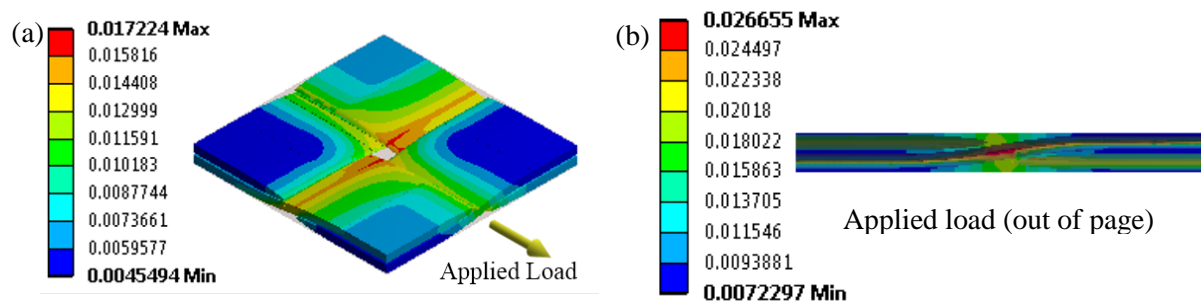 (a)
0.017224 Max
0.015816
0.014408
0.012999
0.011591
0.010183
0.0087744
0.0073661
0.0059577
0.0045494 Min
Applied Load
(b)
0.026655 Max
0.024497
0.022338
0.02018
0.018022
0.015863
0.013705
0.011546
0.0093881
0.0072297 Min
Applied load (out of page)